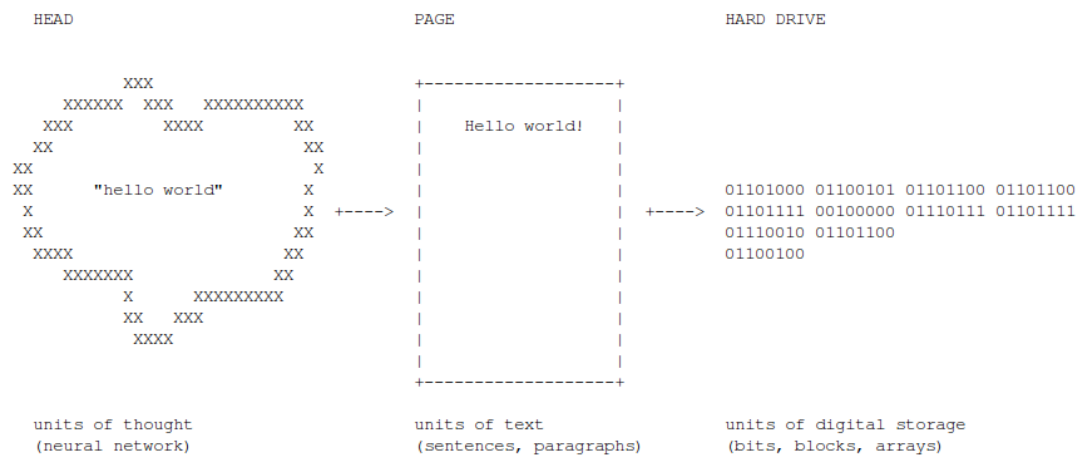 HEAD
PAGE
HARD DRIVE
"hello world"
Hello world!
01101000 01100101 01101100 01101100
01101111 00100000 01110111 01101111
01110010 01101100
01100100
units of thought
(neural network)
units of text
(sentences, paragraphs)
units of digital storage
(bits, blocks, arrays)